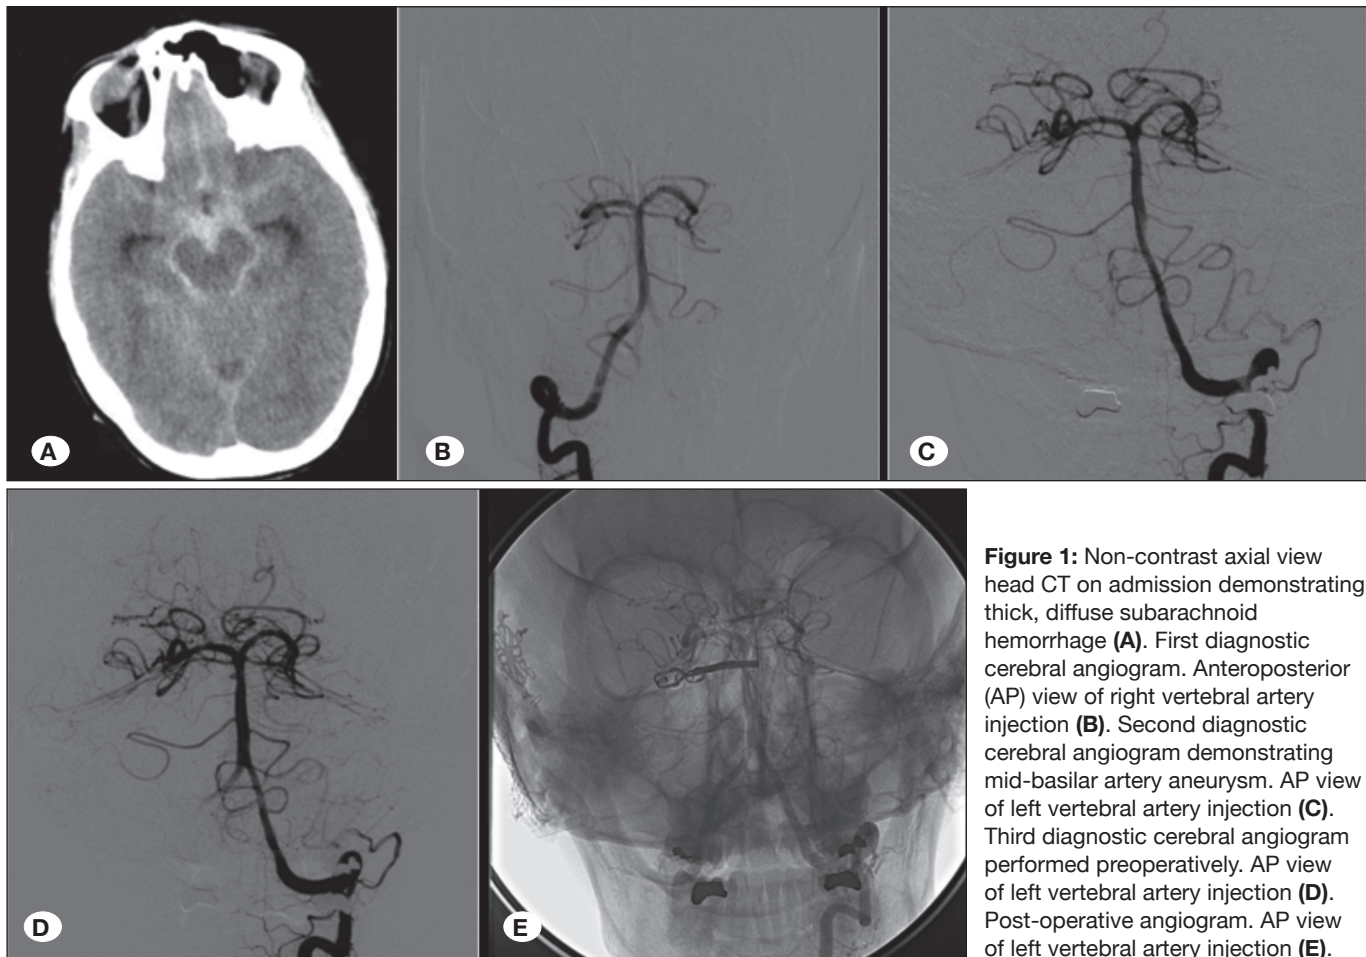 A
B
C
D
E
Figure 1: Non-contrast axial view
head CT on admission demonstrating
thick, diffuse subarachnoid
hemorrhage (A). First diagnostic
cerebral angiogram. Anteroposterior
(AP) view of right vertebral artery
injection (B). Second diagnostic
cerebral angiogram demonstrating
mid-basilar artery aneurysm. AP view
of left vertebral artery injection (C).
Third diagnostic cerebral angiogram
performed preoperatively. AP view
of left vertebral artery injection (D).
Post-operative angiogram. AP view
of left vertebral artery injection (E).